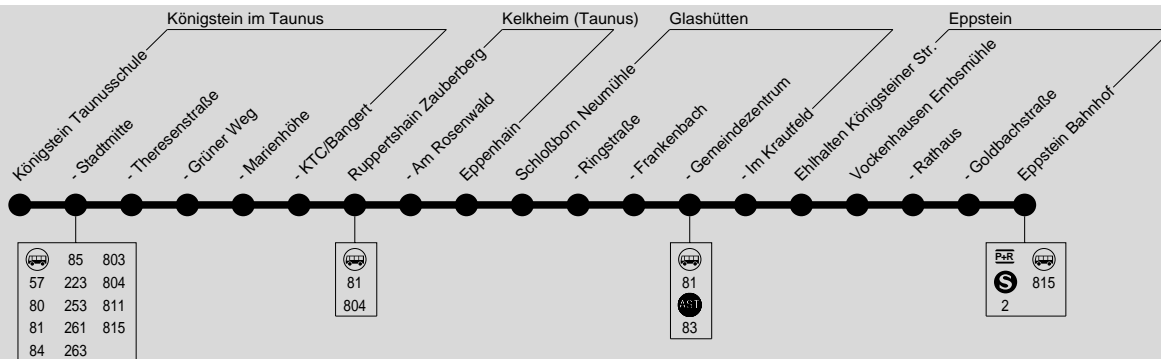 Königstein im Taunus
Kelkheim (Taunus)
Glashütten
Eppstein
Königstein Taunusschule
- Stadtmitte
- Theresenstraße
- Grüner Weg
- Marienhöhe
- KTC/Bangert
Ruppertshain Zauberberg
- Am Rosenwald
Eppenhain
Schloßborn Neumühle
- Ringstraße
- Frankenbach
- Gemeindezentrum
- Im Krautfeld
Ehlhalten Königsteiner Str.
Vockenhausen Embsmühle
- Rathaus
- Goldbachstraße
Eppstein Bahnhof
85 803
57 223 804
80 253 811
81 261 815
84 263
81
804
81
AST
83
P+R
S 815
2